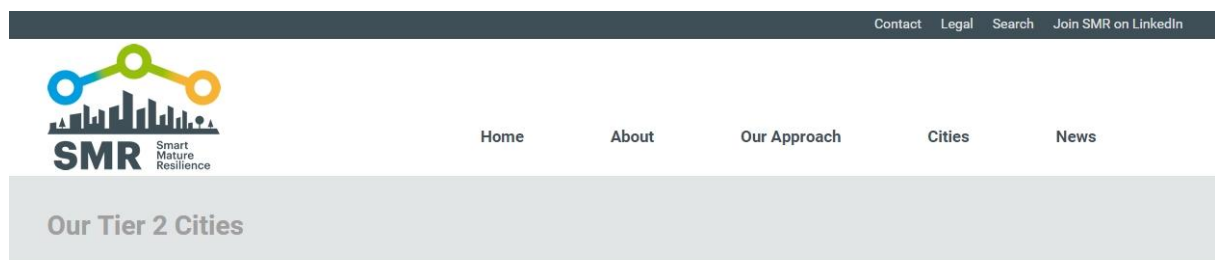 Contact Legal Search Join SMR on LinkedIn
SMR Smart
Mature
Resilience
Home About Our Approach Cities News
Our Tier 2 Cities